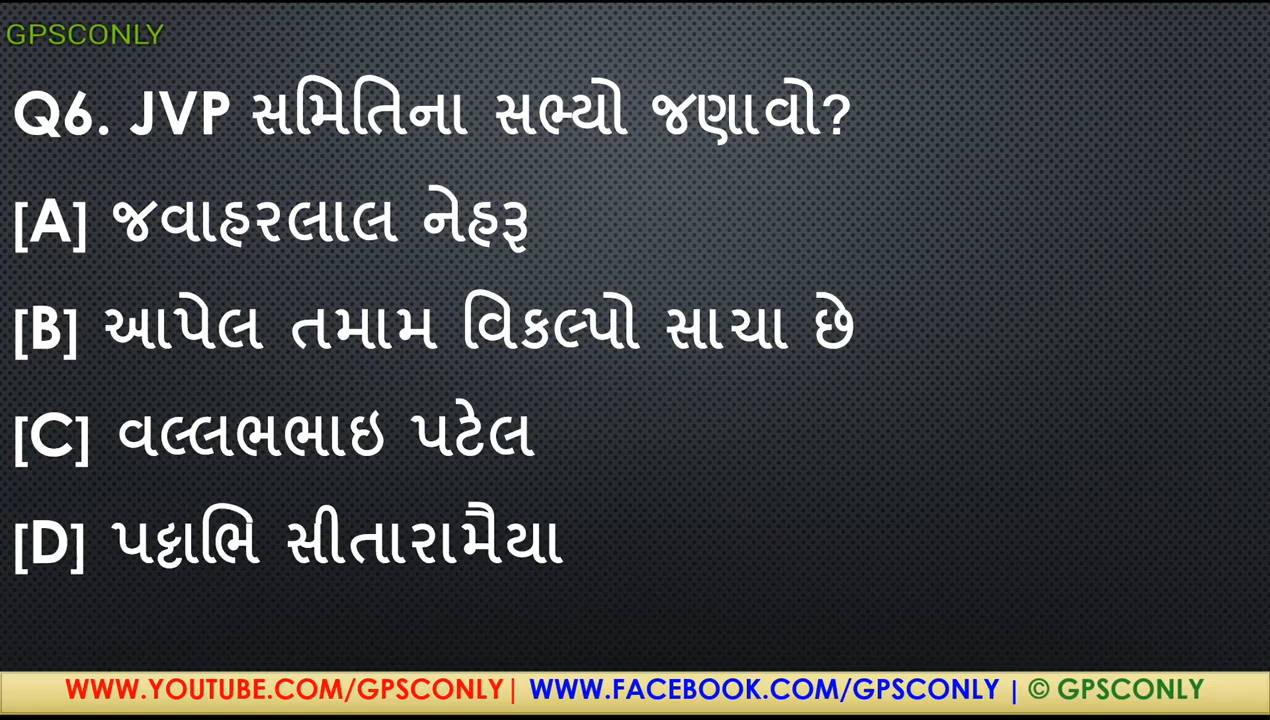 GPSCONLY
Q6. JVP સમિતિના સભ્યો જણાવો?
[A] જવાહરલાલ નેહરૂ
[B] આપેલ તમામ વિકલ્પો સાચા છે
[C] વલ્લભભાઇ પટેલ
[D] પટ્ટાભિ સીતારામૈયા
WWW.YOUTUBE.COM/GPSCONLY | WWW.FACEBOOK.COM/GPSCONLY | © GPSCONLY